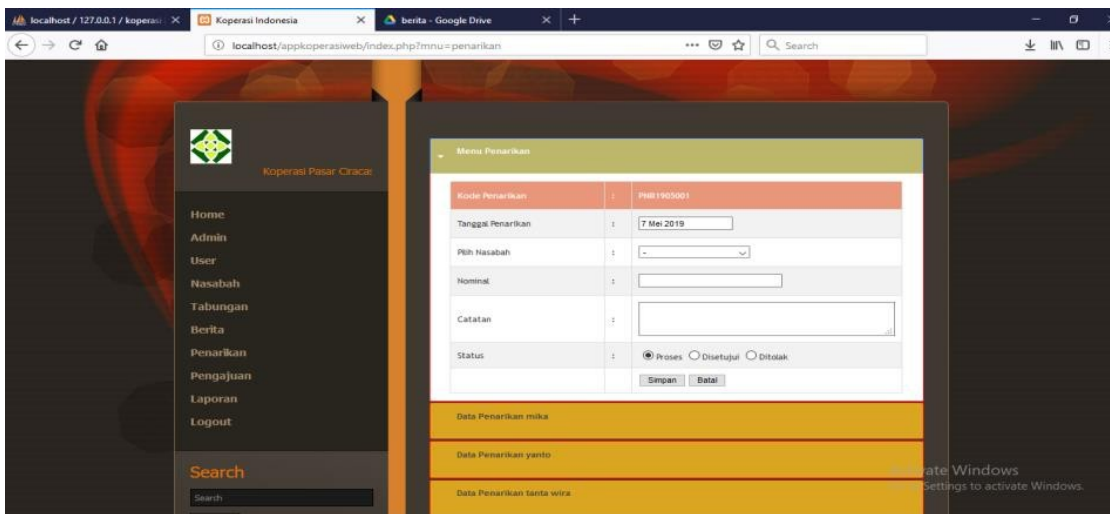 localhost / 127.0.0.1 / koperasi
Koperasi Indonesia
berita - Google Drive
localhost/appkoperasiweb/index.php?mnu=penarikan
Search
Koperasi Pasar Ciracas
Home
Admin
User
Nasabah
Tabungan
Berita
Penarikan
Pengajuan
Laporan
Logout
Search
Search
Menu Penarikan
Kode Penarikan : PNR1905001
Tanggal Penarikan : 7 Mei 2019
Pilih Nasabah : -
Nominal :
Catatan :
Status : Proses Disetujui Ditolak
Simpan Batal
Data Penarikan mika
Data Penarikan yanto
Data Penarikan tanta wira
Windows
Settings to activate Windows.